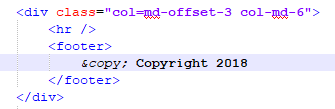 <div class="col=md-offset-3 col-md-6">
<hr />
<footer>
&copy; Copyright 2018
</footer>
</div>